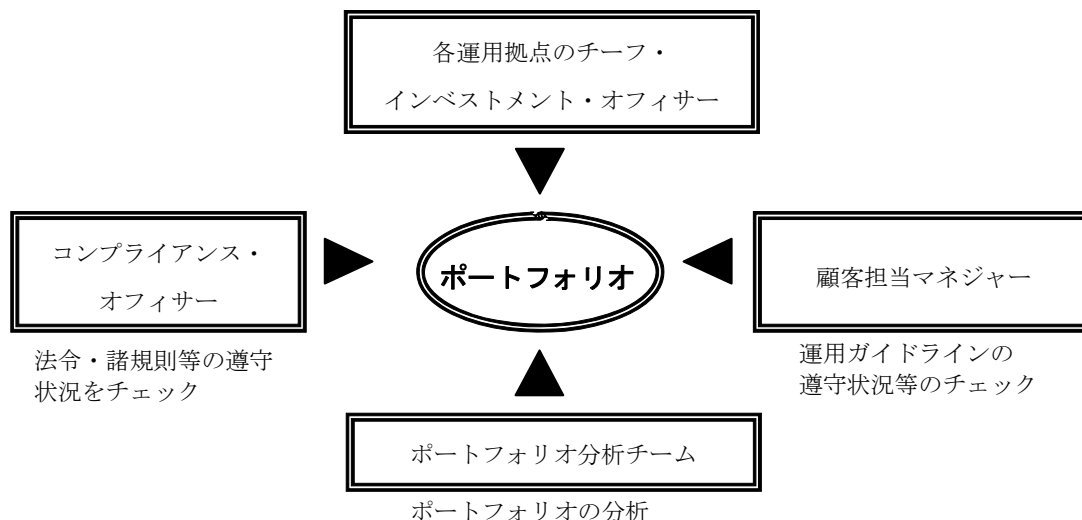 各運用拠点のチーフ・
インベストメント・オフィサー
コンプライアンス・
オフィサー
ポートフォリオ
顧客担当マネジャー
法令・諸規則等の遵守
状況をチェック
運用ガイドラインの
遵守状況等のチェック
ポートフォリオ分析チーム
ポートフォリオの分析